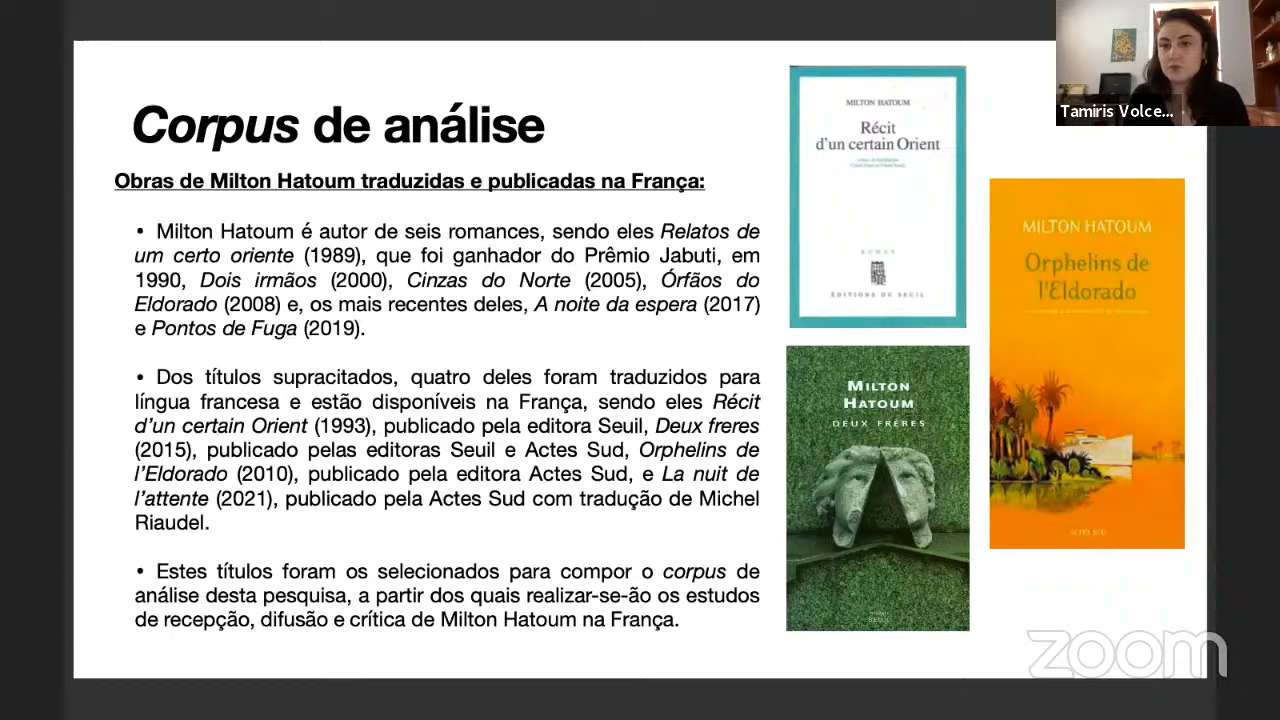 Corpus de análise
Obras de Milton Hatoum traduzidas e publicadas na França:
• Milton Hatoum é autor de seis romances, sendo eles Relatos de
um certo oriente (1989), que foi ganhador do Prêmio Jabuti, em
1990, Dois irmãos (2000), Cinzas do Norte (2005), Órfãos do
Eldorado (2008) e, os mais recentes deles, A noite da espera (2017)
e Pontos de Fuga (2019).
• Dos títulos supracitados, quatro deles foram traduzidos para
língua francesa e estão disponíveis na França, sendo eles Récit
d’un certain Orient (1993), publicado pela editora Seuil, Deux freres
(2015), publicado pelas editoras Seuil e Actes Sud, Orphelins de
l’Eldorado (2010), publicado pela editora Actes Sud, e La nuit de
l’attente (2021), publicado pela Actes Sud com tradução de Michel
Riaudel.
• Estes títulos foram os selecionados para compor o corpus de
análise desta pesquisa, a partir dos quais realizar-se-ão os estudos
de recepção, difusão e crítica de Milton Hatoum na França.
MILTON HATOUM
Récit
d'un certain Orient
ROMAN
ÉDITIONS DU SEUIL
MILTON
HATOUM
DEUX FRÈRES
SEUIL
MILTON HATOUM
Orphelins de
l'Eldorado
ACTES SUD
Tamiris Volce...
zoom